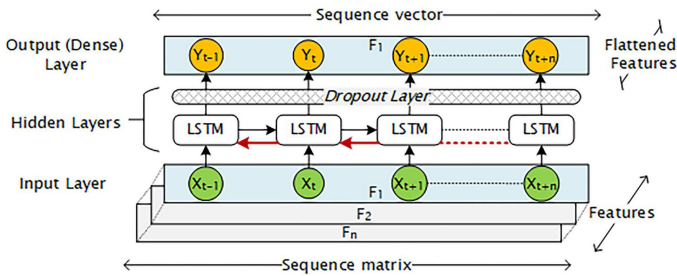 Sequence vector
Output (Dense) Layer
F1
Yt-1 Yt Yt+1 Yt+n
Flattened Features
Dropout Layer
Hidden Layers
LSTM LSTM LSTM LSTM
Input Layer
Xt-1 Xt Xt+1 Xt+n
F1
F2
Fn
Features
Sequence matrix